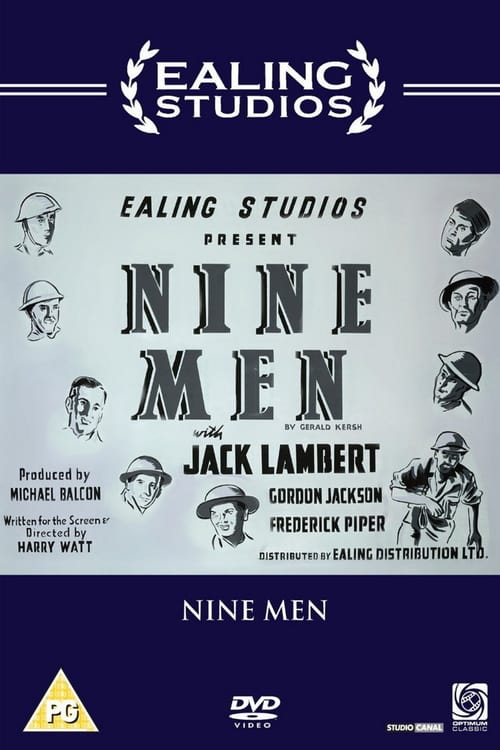 EALING
STUDIOS
EALING STUDIOS
PRESENT
NINE
MEN
BY GERALD KERSH
with
JACK LAMBERT
GORDON JACKSON
FREDERICK PIPER
Produced by
MICHAEL BALCON
Written for the Screen &
Directed by
HARRY WATT
DISTRIBUTED BY EALING DISTRIBUTION LTD.
NINE MEN
PG
DVD
VIDEO
STUDIO CANAL
OPTIMUM
CLASSIC